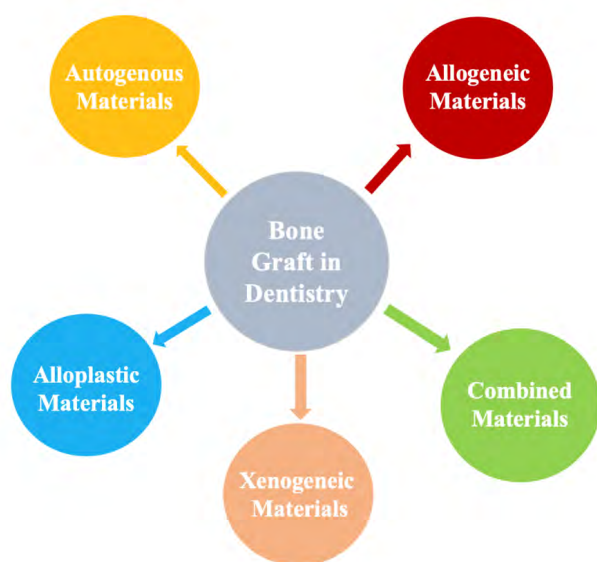 Autogenous
Materials
Allogeneic
Materials
Bone
Graft in
Dentistry
Alloplastic
Materials
Combined
Materials
Xenogeneic
Materials